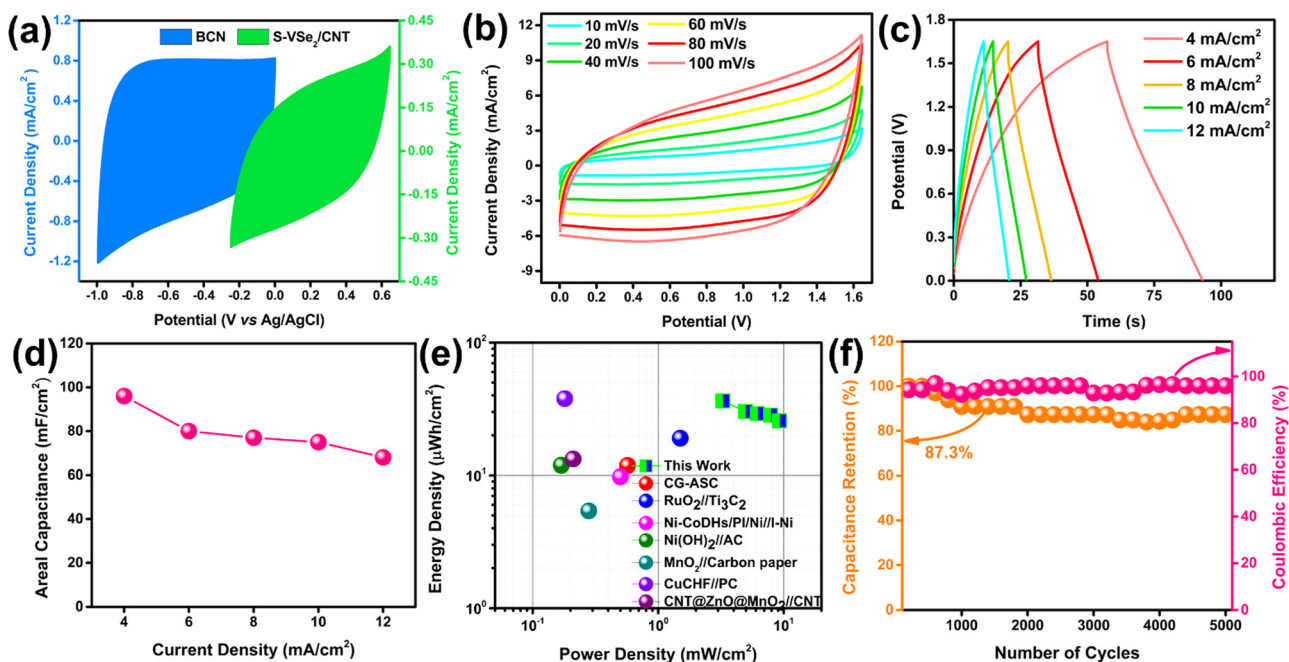 (a)
BCN
S-VSe₂/CNT
Current Density (mA/cm²)
1.2
0.8
0.4
0.0
-0.4
-0.8
-1.2
0.45
0.30
0.15
0.00
-0.15
-0.30
-0.45
Current Density (mA/cm²)
-1.0 -0.8 -0.6 -0.4 -0.2 0.0 0.2 0.4 0.6
Potential (V vs Ag/AgCl)
(b)
10 mV/s
20 mV/s
40 mV/s
60 mV/s
80 mV/s
100 mV/s
Current Density (mA/cm²)
12
9
6
3
0
-3
-6
-9
0.0 0.2 0.4 0.6 0.8 1.0 1.2 1.4 1.6
Potential (V)
(c)
4 mA/cm²
6 mA/cm²
8 mA/cm²
10 mA/cm²
12 mA/cm²
Potential (V)
1.8
1.5
1.2
0.9
0.6
0.3
0.0
0 25 50 75 100
Time (s)
(d)
Areal Capacitance (mF/cm²)
120
100
80
60
40
20
0
4 6 8 10 12
Current Density (mA/cm²)
(e)
Energy Density (μWh/cm²)
10²
10¹
10⁰
This Work
CG-ASC
RuO₂//Ti₃C₂
Ni-CoDHs/PI/Ni//I-Ni
Ni(OH)₂//AC
MnO₂//Carbon paper
CuCHF//PC
CNT@ZnO@MnO₂//CNT
10⁻¹ 10⁰ 10¹
Power Density (mW/cm²)
(f)
Capacitance Retention (%)
120
100
80
60
40
20
0
87.3%
100
80
60
40
20
0
Coulombic Efficiency (%)
1000 2000 3000 4000 5000
Number of Cycles